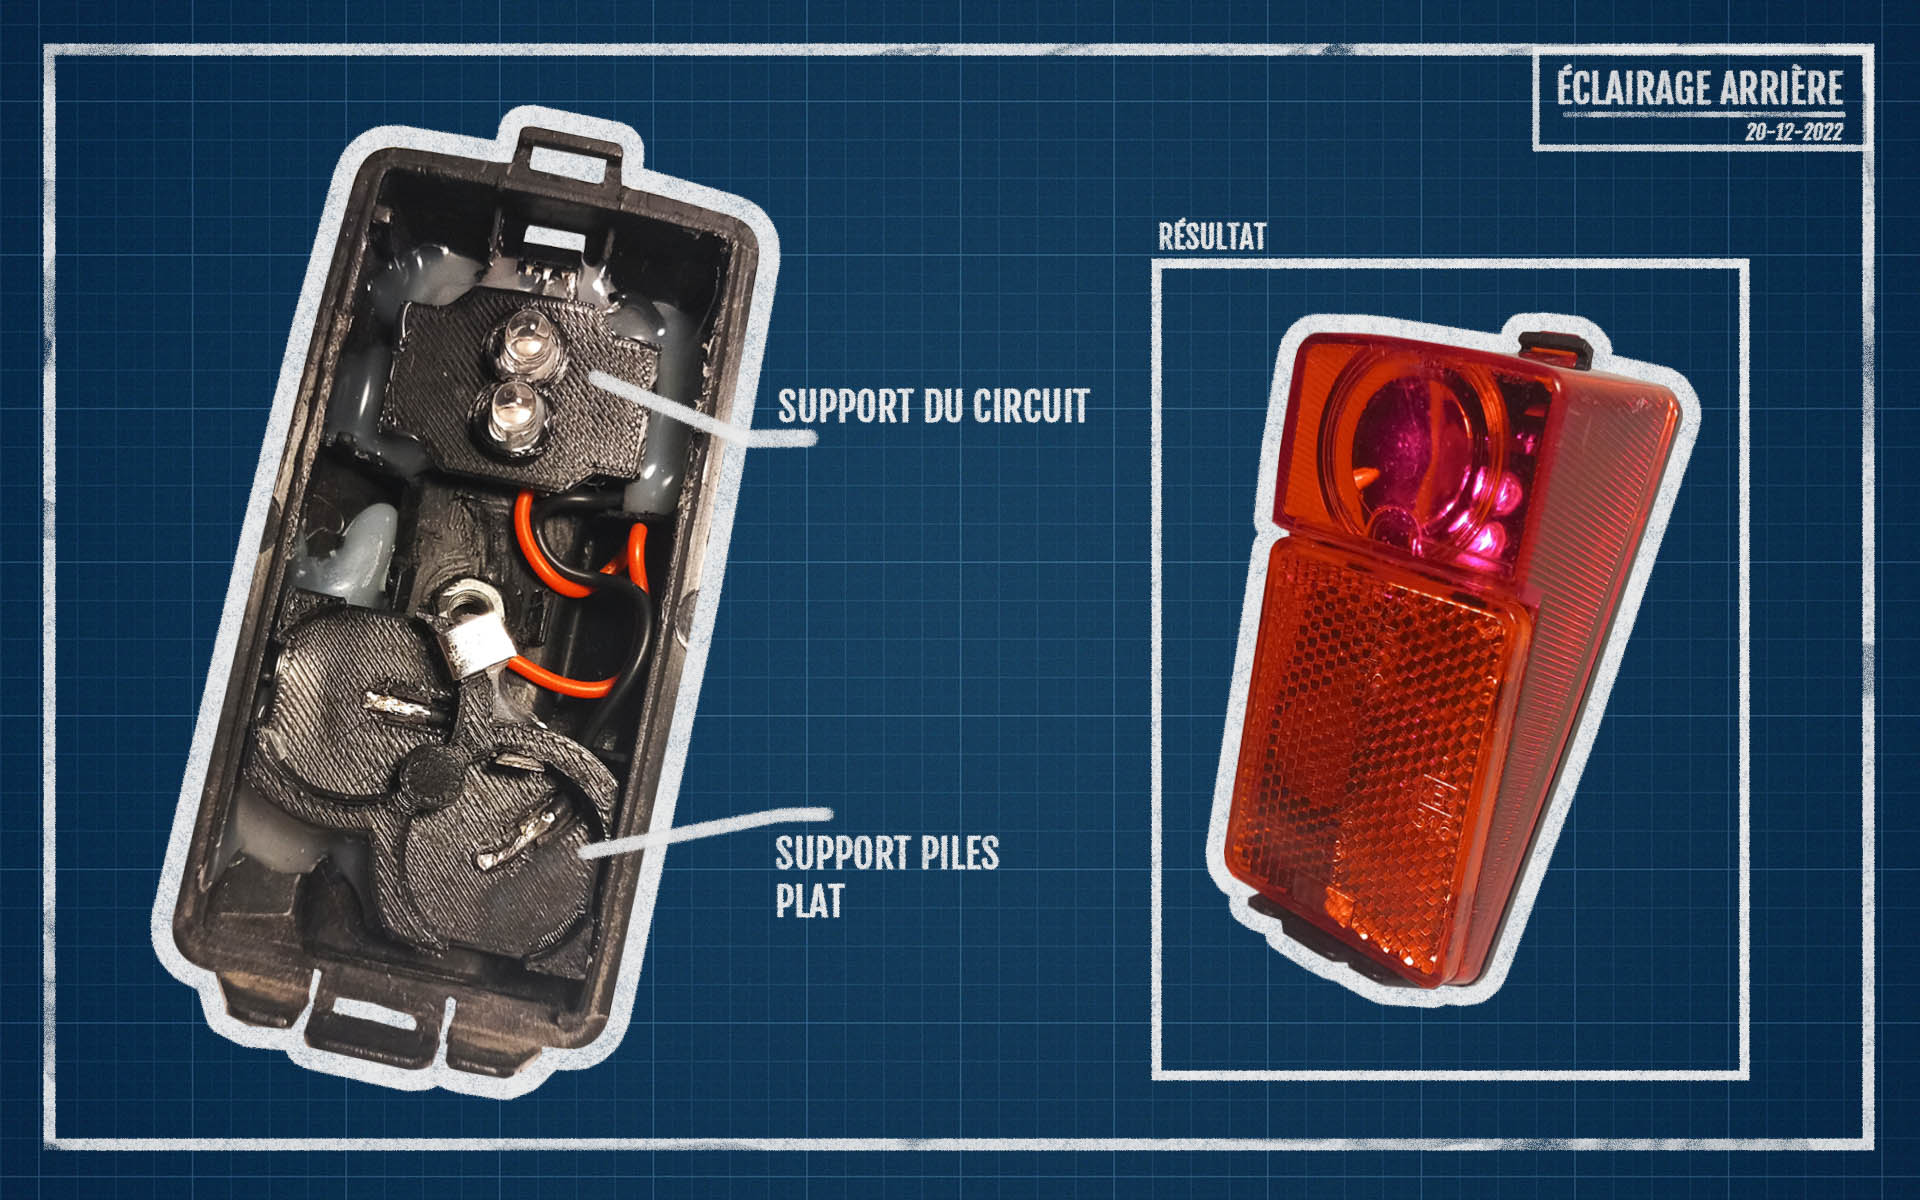 ÉCLAIRAGE ARRIÈRE
20-12-2022
RÉSULTAT
SUPPORT DU CIRCUIT
SUPPORT PILES
PLAT